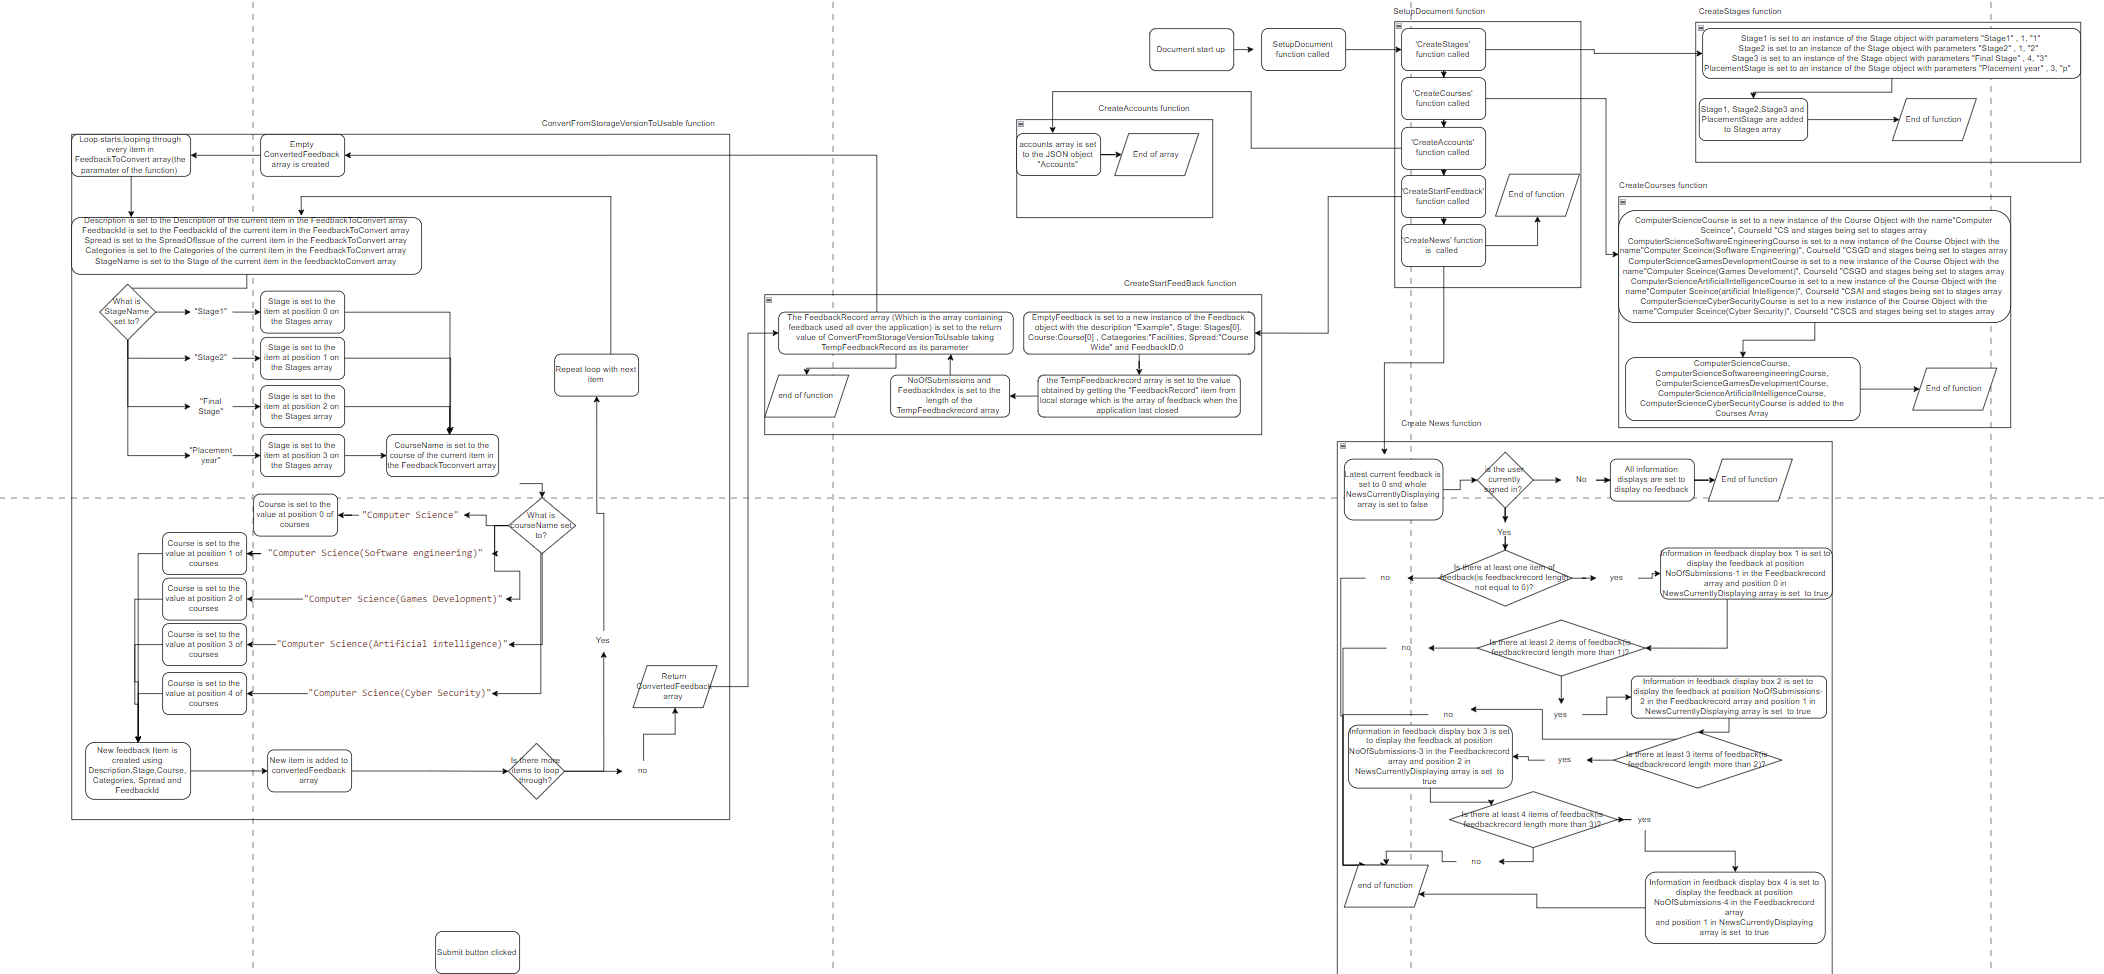 SetupDocument function
CreateStages function
Document start up
SetupDocument
function called
'CreateStages'
function called
'CreateCourses'
function called
'CreateAccounts'
function called
'CreateStartFeedback'
function called
'CreateNews' function
is called
End of function
Stage1 is set to an instance of the Stage object with parameters "Stage1" , 1, "1"
Stage2 is set to an instance of the Stage object with parameters "Stage2" , 1, "2"
Stage3 is set to an instance of the Stage object with parameters "Final Stage" , 4, "3"
PlacementStage is set to an instance of the Stage object with parameters "Placement year" , 3, "p"
Stage1, Stage2,Stage3 and
PlacementStage are added
to Stages array
End of function
CreateAccounts function
accounts array is set
to the JSON object
"Accounts"
End of array
CreateCourses function
ComputerScienceCourse is set to a new instance of the Course Object with the name"Computer
Sceince", CourseId "CS and stages being set to stages array
ComputerScienceSoftwareEngineeringCourse is set to a new instance of the Course Object with the
name"Computer Sceince(Software Engineering)", CourseId "CSGD and stages being set to stages array
ComputerScienceGamesDevelopmentCourse is set to a new instance of the Course Object with the
name"Computer Sceince(Games Develoment)", CourseId "CSGD and stages being set to stages array
ComputerScienceArtificialIntelligenceCourse is set to a new instance of the Course Object with the
name"Computer Sceince(artificial Intelligence)", CourseId "CSAI and stages being set to stages array
ComputerScienceCyberSecurityCourse is set to a new instance of the Course Object with the
name"Computer Sceince(Cyber Security)", CourseId "CSCS and stages being set to stages array
ComputerScienceCourse,
ComputerScienceSoftwareengineeringCourse,
ComputerScienceGamesDevelopmentCourse,
ComputerScienceArtificialIntelligenceCourse,
ComputerScienceCyberSecurityCourse is added to the
Courses Array
End of function
ConvertFromStorageVersionToUsable function
Loop starts,looping through
every item in
FeedbackToConvert array(the
paramater of the function)
Empty
ConvertedFeedback
array is created
Description is set to the Description of the current item in the FeedbackToConvert array
FeedbackId is set to the FeedbackId of the current item in the FeedbackToConvert array
Spread is set to the SpreadOfIssue of the current item in the FeedbackToConvert array
Categories is set to the Categories of the current item in the FeedbackToConvert array
StageName is set to the Stage of the current item in the feedbacktoConvert array
What is
StageName
set to?
"Stage1"
Stage is set to the
item at position 0 on
the Stages array
"Stage2"
Stage is set to the
item at position 1 on
the Stages array
"Final
Stage"
Stage is set to the
item at position 2 on
the Stages array
"Placement
year"
Stage is set to the
item at position 3 on
the Stages array
CourseName is set to the
course of the current item in
the FeedbackToconvert array
Repeat loop with next
item
What is
courseName set
to?
Course is set to the
value at position 0 of
courses
"Computer Science"
Course is set to the
value at position 1 of
courses
"Computer Science(Software engineering)"
Course is set to the
value at position 2 of
courses
"Computer Science(Games Development)"
Course is set to the
value at position 3 of
courses
"Computer Science(Artificial intelligence)"
Course is set to the
value at position 4 of
courses
"Computer Science(Cyber Security)"
New feedback Item is
created using
Description,Stage,Course,
Categories, Spread and
FeedbackId
New item is added to
convertedFeedback
array
Is there more
items to loop
through?
Yes
no
Return
ConvertedFeedback
array
CreateStartFeedBack function
The FeedbackRecord array (Which is the array containing
feedback used all over the application) is set to the return
value of ConvertFromStorageVersionToUsable taking
TempFeedbackRecord as its parameter
EmptyFeedback is set to a new instance of the Feedback
object with the description "Example", Stage: Stages[0].
Course:Course[0] , Cataegories:"Facilities, Spread:"Course
Wide" and FeedbackID:0
end of function
NoOfSubmissions and
FeedbackIndex is set to the
length of the
TempFeedbackrecord array
the TempFeedbackrecord array is set to the value
obtained by getting the "FeedbackRecord" item from
local storage which is the array of feedback when the
application last closed
Create News function
Latest current feedback is
set to 0 snd whole
NewsCurrentlyDisplaying
array is set to false
is the user
currently
signed in?
No
All information
displays are set to
display no feedback
End of function
Yes
Is there at least one item of
feedback(is feedbackrecord length
not equal to 0)?
no
yes
Information in feedback display box 1 is set to
display the feedback at position
NoOfSubmissions-1 in the Feedbackrecord
array and position 0 in
NewsCurrentlyDisplaying array is set to true
Is there at least 2 items of feedback(is
feedbackrecord length more than 1)?
no
yes
Information in feedback display box 2 is set to
display the feedback at position NoOfSubmissions-
2 in the Feedbackrecord array and position 1 in
NewsCurrentlyDisplaying array is set to true
no
Is there at least 3 items of feedback(is
feedbackrecord length more than 2)?
yes
Information in feedback display box 3 is set
to display the feedback at position
NoOfSubmissions-3 in the Feedbackrecord
array and position 2 in
NewsCurrentlyDisplaying array is set to
true
Is there at least 4 items of feedback(is
feedbackrecord length more than 3)?
yes
no
end of function
Information in feedback display box 4 is set to
display the feedback at position
NoOfSubmissions-4 in the Feedbackrecord
array
and position 1 in NewsCurrentlyDisplaying
array is set to true
Submit button clicked